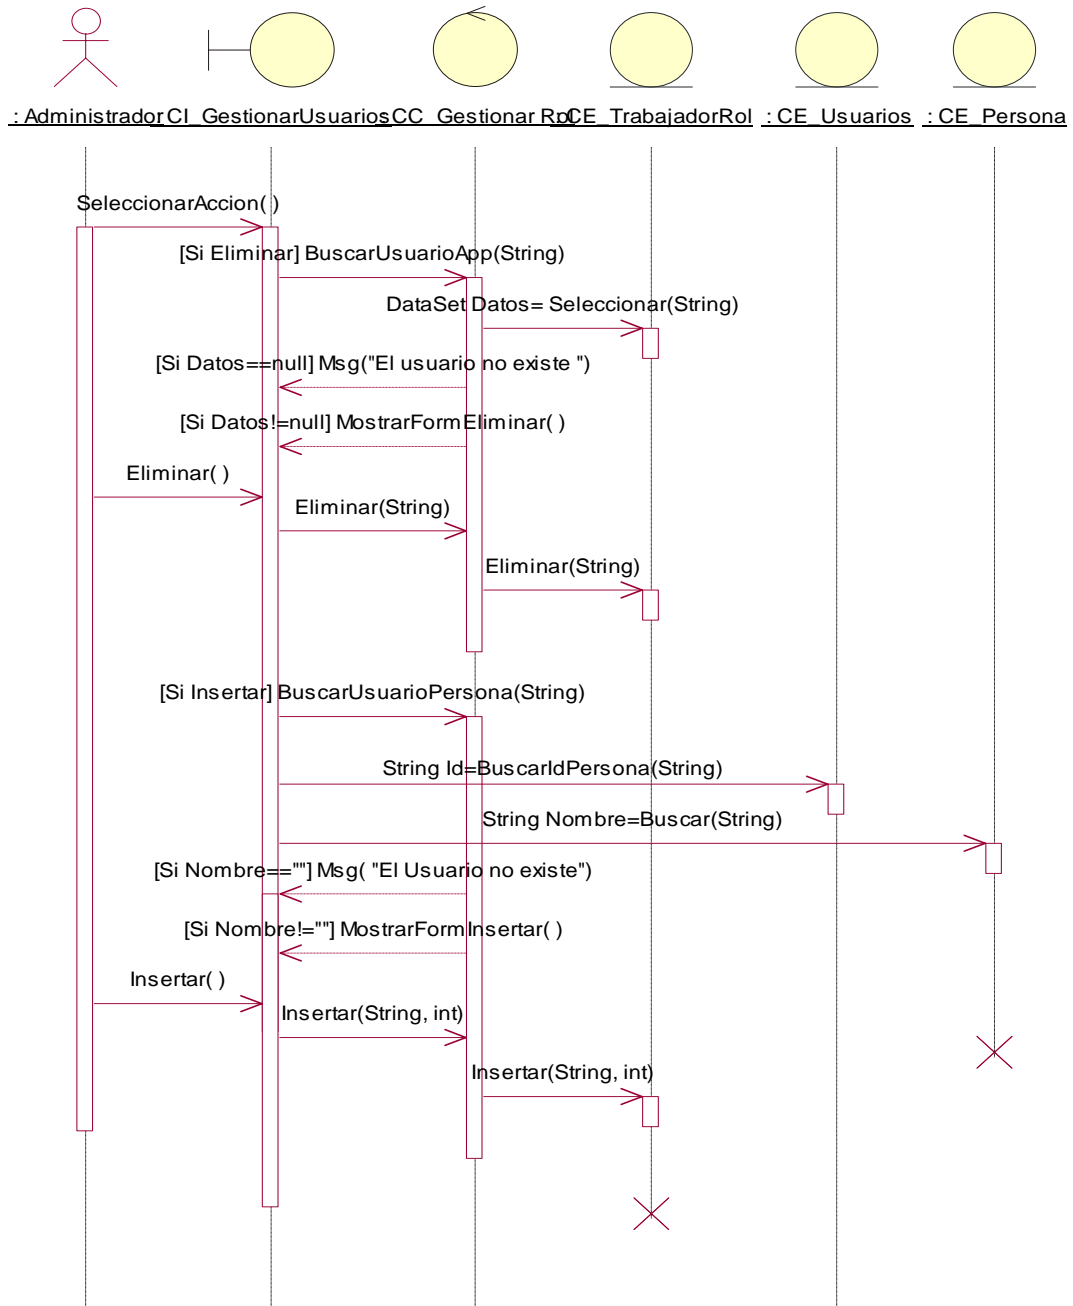 : Administrador
: CI_GestionarUsuarios
: CC_Gestionar Rol
: CE_TrabajadorRol
: CE_Usuarios
: CE_Persona
SeleccionarAccion( )
[Si Eliminar] BuscarUsuarioApp(String)
DataSet Datos= Seleccionar(String)
[Si Datos==null] Msg("El usuario no existe ")
[Si Datos!=null] MostrarFormEliminar( )
Eliminar( )
Eliminar(String)
Eliminar(String)
[Si Insertar] BuscarUsuarioPersona(String)
String Id=BuscarIdPersona(String)
String Nombre=Buscar(String)
[Si Nombre==""] Msg( "El Usuario no existe")
[Si Nombre!=""] MostrarFormInsertar( )
Insertar( )
Insertar(String, int)
Insertar(String, int)